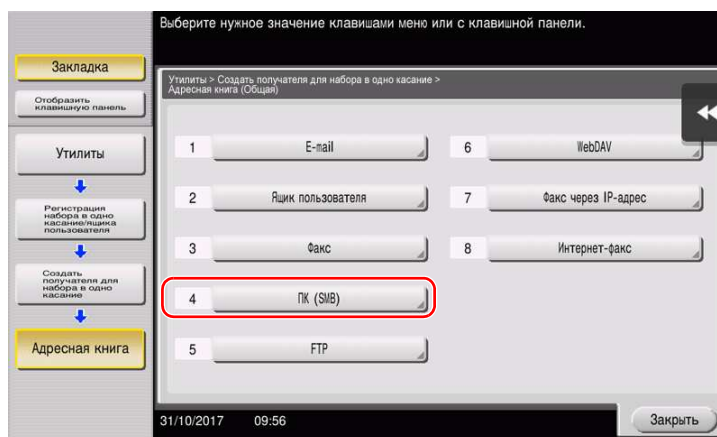 Выберите нужное значение клавишами меню или с клавишной панели.
Закладка
Отобразить
клавишную панель
Утилиты
Регистрация
набора в одно
касание/ящика
пользователя
Создать
получателя для
набора в одно
касание
Адресная книга
Утилиты > Создать получателя для набора в одно касание >
Адресная книга (Общая)
1 E-mail
2 Ящик пользователя
3 Факс
4 ПК (SMB)
5 FTP
6 WebDAV
7 Факс через IP-адрес
8 Интернет-факс
31/10/2017 09:56
Закрыть